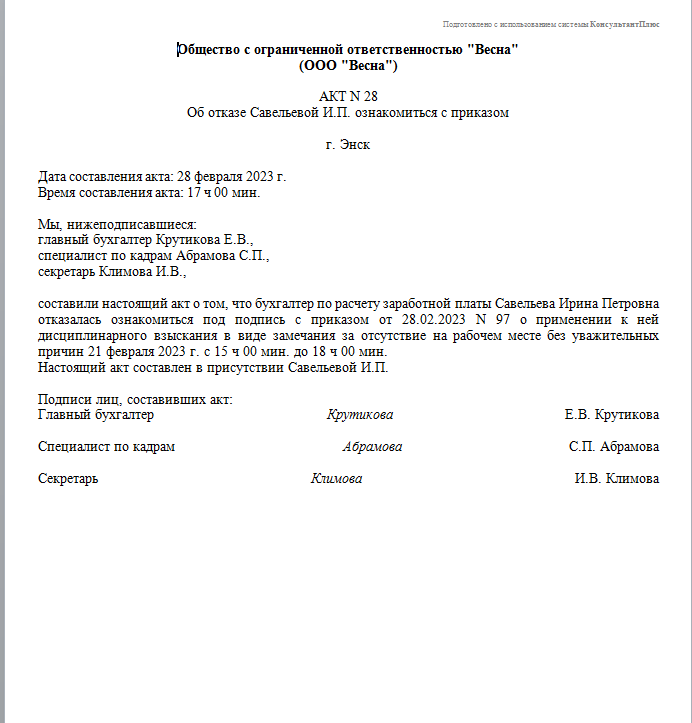 Подготовлено с использованием системы КонсультантПлюс
Общество с ограниченной ответственностью "Весна"
(ООО "Весна")
АКТ N 28
Об отказе Савельевой И.П. ознакомиться с приказом
г. Энск
Дата составления акта: 28 февраля 2023 г.
Время составления акта: 17 ч 00 мин.
Мы, нижеподписавшиеся:
главный бухгалтер Крутикова Е.В.,
специалист по кадрам Абрамова С.П.,
секретарь Климова И.В.,
составили настоящий акт о том, что бухгалтер по расчету заработной платы Савельева Ирина Петровна
отказалась ознакомиться под подпись с приказом от 28.02.2023 N 97 о применении к ней
дисциплинарного взыскания в виде замечания за отсутствие на рабочем месте без уважительных
причин 21 февраля 2023 г. с 15 ч 00 мин. до 18 ч 00 мин.
Настоящий акт составлен в присутствии Савельевой И.П.
Подписи лиц, составивших акт:
Главный бухгалтер Крутикова Е.В. Крутикова
Специалист по кадрам Абрамова С.П. Абрамова
Секретарь Климова И.В. Климова